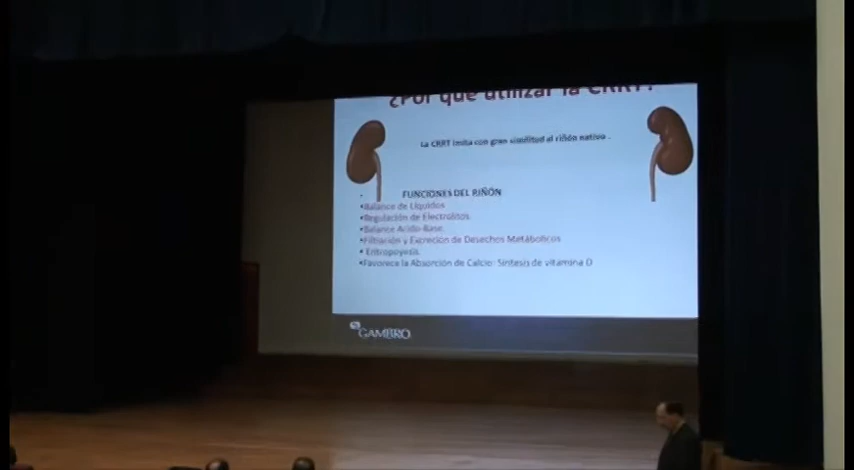 ¿Por qué utilizar la CRRT?
La CRRT imita con gran similitud al riñón nativo .
FUNCIONES DEL RIÑÓN
•Balance de Líquidos
•Regulación de Electrolitos.
•Balance Acido-Base.
•Filtración y Excreción de Desechos Metabolicos
• Eritropoyesis.
•Favorece la Absorción de Calcio: Síntesis de vitamina D
GAMBRO